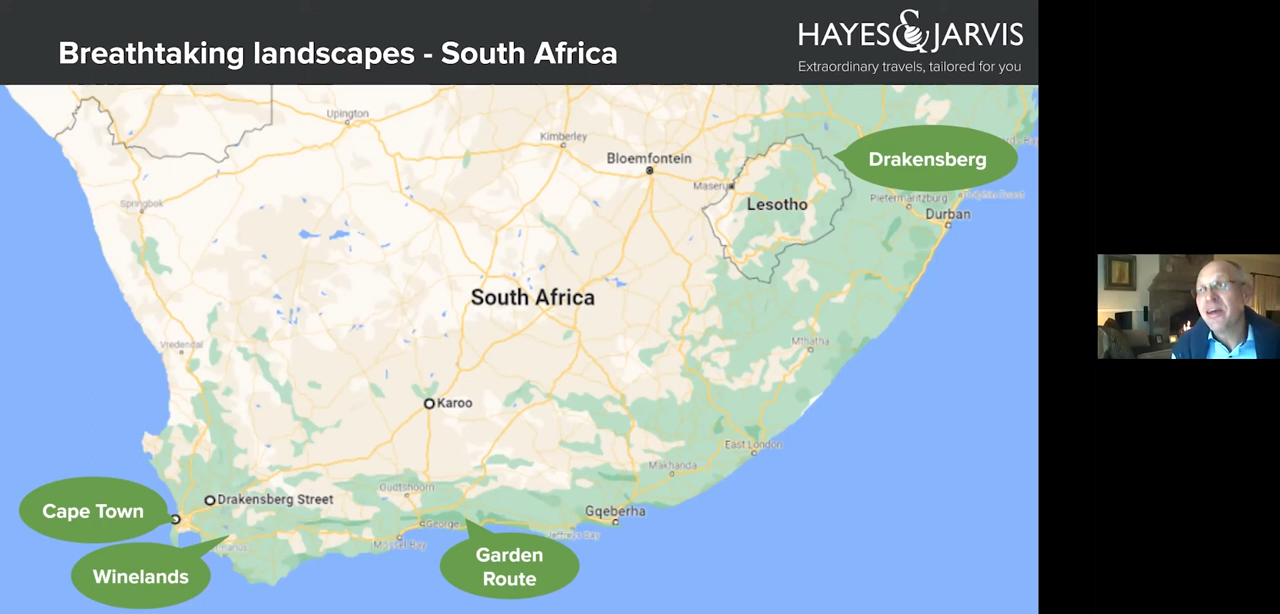 Breathtaking landscapes - South Africa
HAYES & JARVIS
Extraordinary travels, tailored for you
Upington
Kimberley
Bloemfontein
Drakensberg
Maseru
Springbok
Lesotho
Pietermaritzburg
Durban
South Africa
Vredendal
Mthatha
Karoo
East London
Makhanda
Oudtshoorn
Drakensberg Street
Cape Town
Gqeberha
George
Jeffreys Bay
Mossel Bay
Winelands
Garden
Route